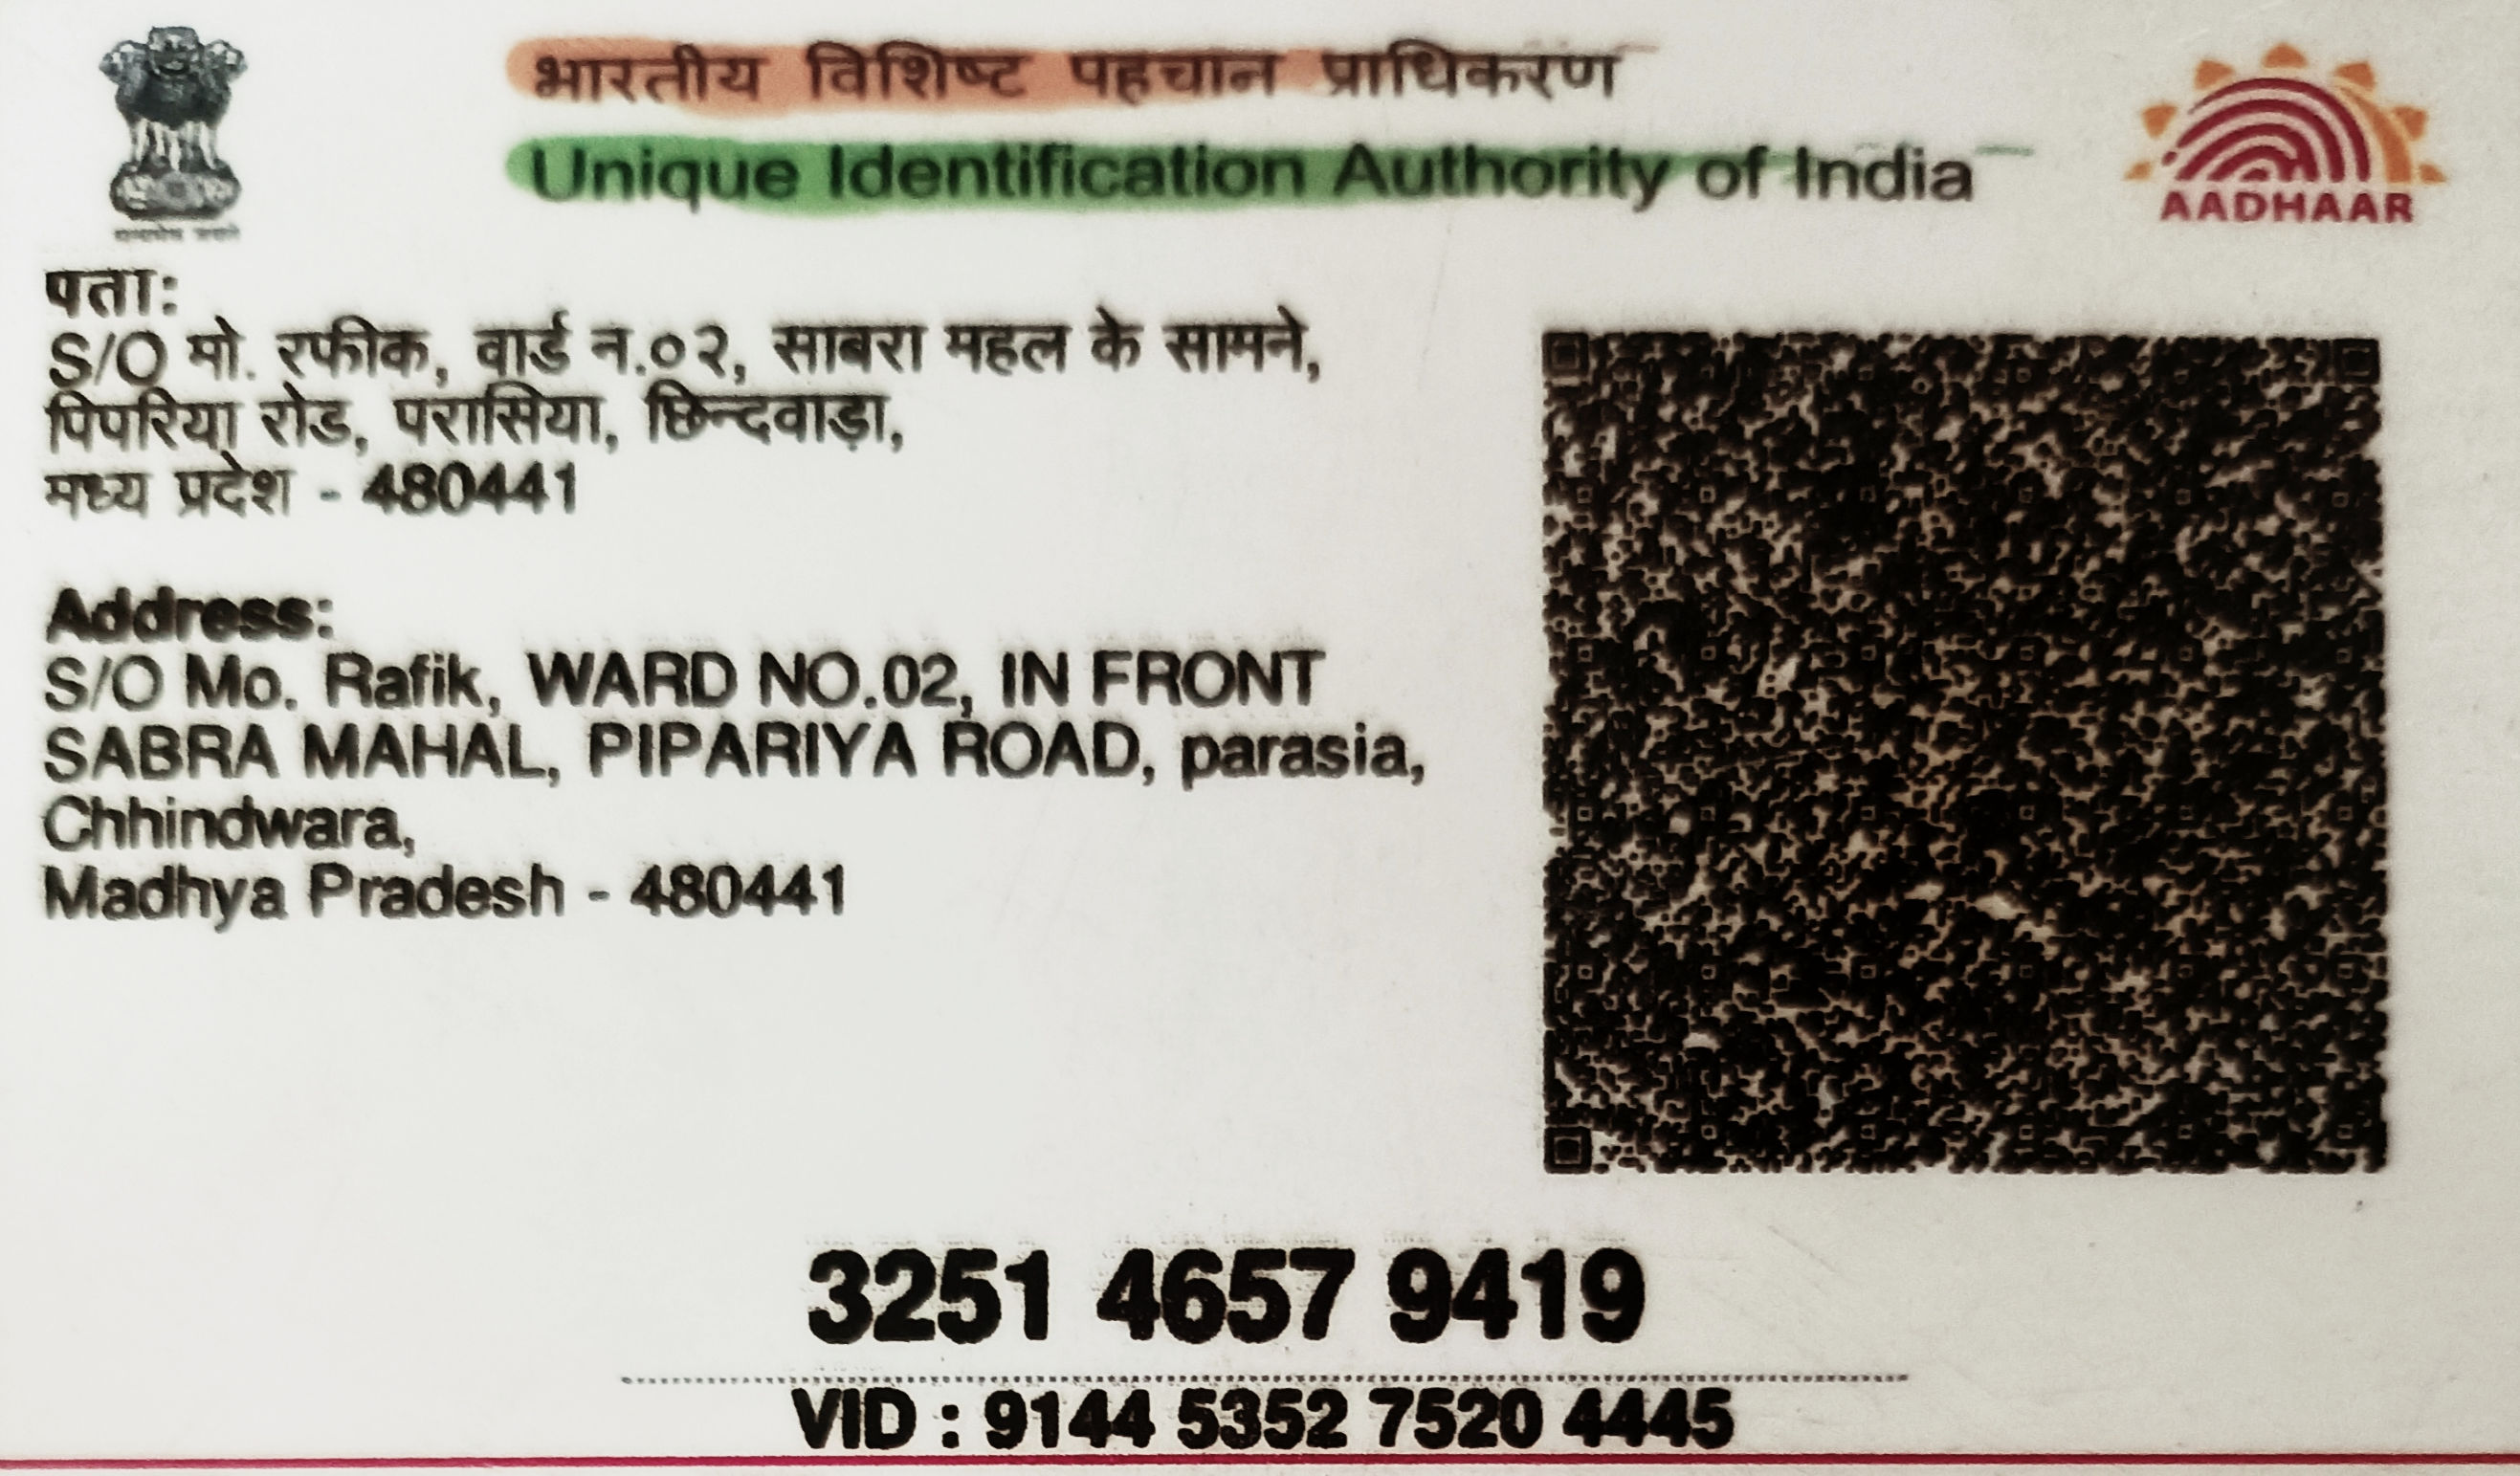 भारतीय विशिष्ट पहचान प्राधिकरण
Unique Identification Authority of India
AADHAAR
पता:
S/O मो. रफीक, वार्ड न.०२, साबरा महल के सामने,
पिपरिया रोड, परासिया, छिन्दवाड़ा,
मध्य प्रदेश - 480441
Address:
S/O Mo. Rafik, WARD NO.02, IN FRONT
SABRA MAHAL, PIPARIYA ROAD, parasia,
Chhindwara,
Madhya Pradesh - 480441
3251 4657 9419
VID : 9144 5352 7520 4445